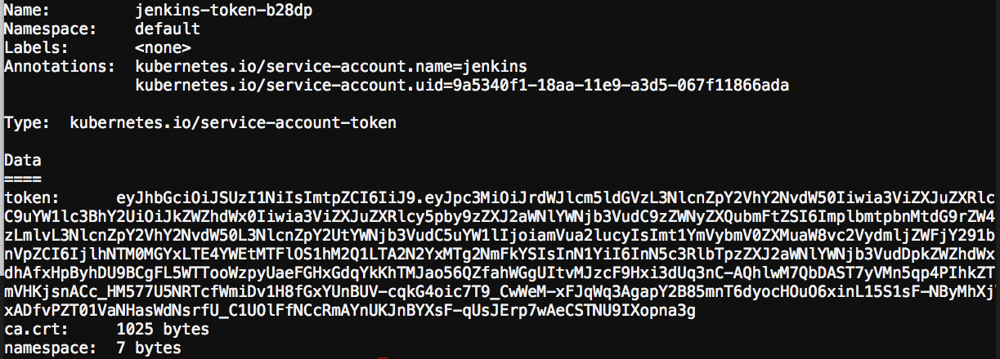 Name: jenkins-token-b28dp
Namespace: default
Labels: <none>
Annotations: kubernetes.io/service-account.name=jenkins
kubernetes.io/service-account.uid=9a5340f1-18aa-11e9-a3d5-067f11866ada
Type: kubernetes.io/service-account-token
Data
====
token: eyJhbGciOiJSUzI1NiIsImtpZCI6IiJ9.eyJpc3MiOiJrdWJlcm5ldGVzL3NlcnZpY2VhY2NvdW50Iiwia3ViZXJuZXRlc
C9uYW1lc3BhY2UiOiJkZWZhdWx0Iiwia3ViZXJuZXRlcy5pby9zZXJ2aWNlYWNjb3VudC9zZWNyZXQubmFtZSI6ImplbmtpbnMtdG9rZW4
zLmlvL3NlcnZpY2VhY2NvdW50L3NlcnZpY2UtYWNjb3VudC5uYW1lIjoiamVua2lucyIsImt1YmVybmV0ZXMuaW8vc2VydmljZWFjY291b
nVpZCI6IjlhNTM0MGYxLTE4YWEtMTFlOS1hM2Q1LTA2N2YxMTg2NmFkYSIsInN1YiI6InN5c3RlbTpzZXJ2aWNlYWNjb3VudDpkZWZhdWx
dhAfxHpByhDU9BCgFL5WTTooWzpyUaeFGHxGdqYkKhTMJao56QZfahWGgUItvMJzcF9Hxi3dUq3nC-AQhlwM7QbDAST7yVMn5qp4PIhkZT
mVHKjsnACc_HM577U5NRTcfWmiDv1H8fGxYUnBUV-cqkG4oic7T9_CwWeM-xFJqWq3AgapY2B85mnT6dyocHOuO6xinL15S1sF-NByMhXj
xADfvPZT01VaNHasWdNsrfU_C1UOlFfNCcRmAYnUKJnBYXsF-qUsJErp7wAeCSTNU9IXopna3g
ca.crt: 1025 bytes
namespace: 7 bytes